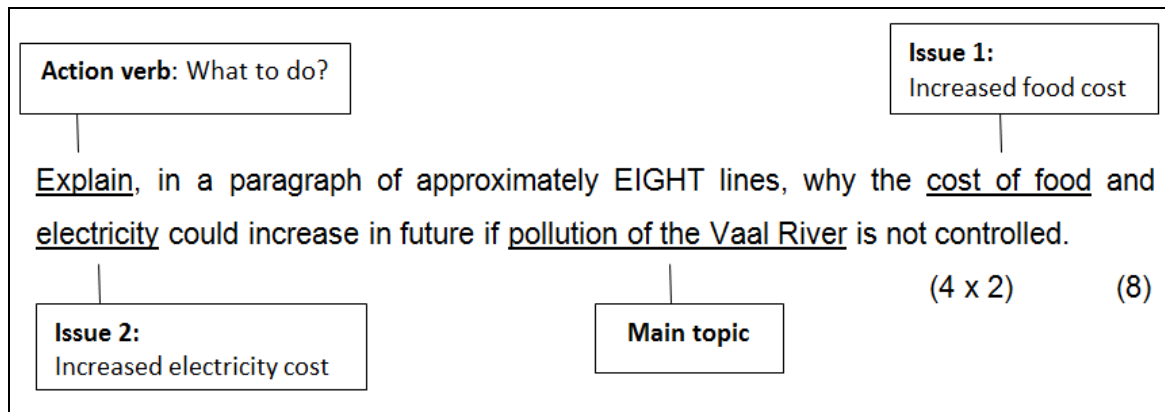 Action verb: What to do?
Issue 1:
Increased food cost
Explain, in a paragraph of approximately EIGHT lines, why the cost of food and
electricity could increase in future if pollution of the Vaal River is not controlled.
(4 x 2) (8)
Issue 2:
Increased electricity cost
Main topic